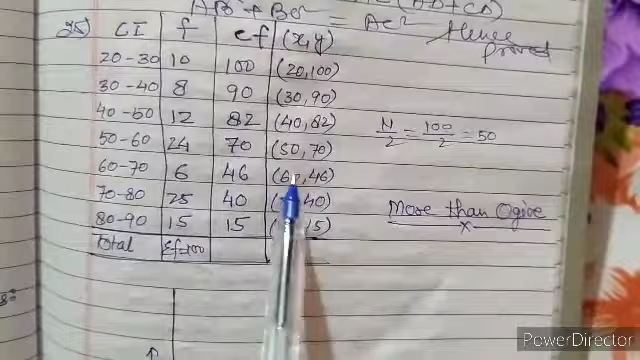 AB² + BC² = AC² Hence
Proved
25) CI f cf (x,y)
20-30 10 100 (20,100)
30-40 8 90 (30,90)
40-50 12 82 (40,82)
50-60 24 70 (50,70)
60-70 6 46 (60,46)
70-80 25 40 40)
80-90 15 15 15)
Total Σf=100
N/2 = 100/2 = 50
More than Ogive
x
PowerDirector